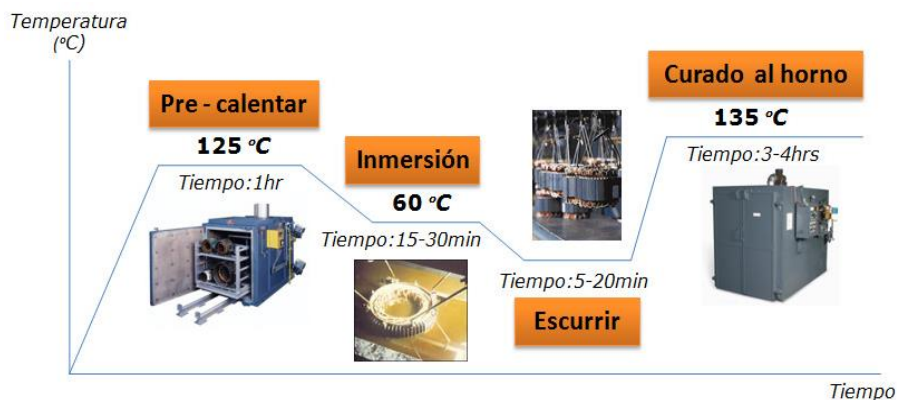 Temperatura
(ºC)
Pre - calentar
125 ºC
Tiempo:1hr
Inmersión
60 ºC
Tiempo:15-30min
Tiempo:5-20min
Escurrir
Curado al horno
135 ºC
Tiempo:3-4hrs
Tiempo